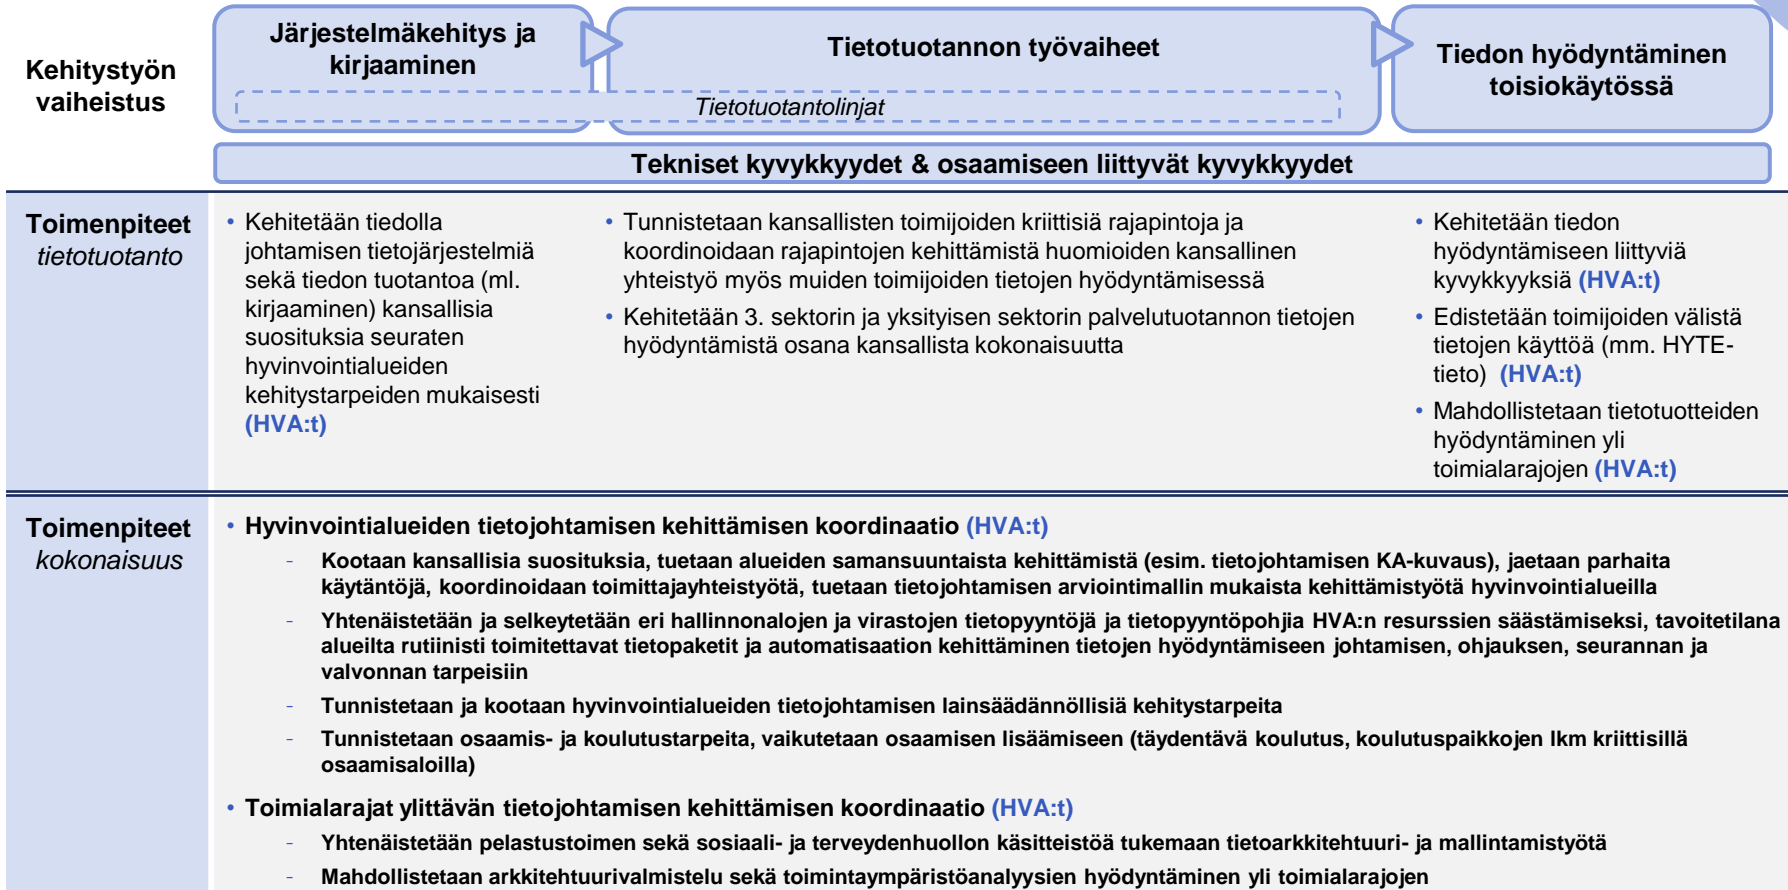 Kehitystyön
vaiheistus
Järjestelmäkehitys ja
kirjaaminen
Tietotuotannon työvaiheet
Tiedon hyödyntäminen
toisiokäytössä
Tietotuotantolinjat
Tekniset kyvykkyydet & osaamiseen liittyvät kyvykkyydet
Toimenpiteet
tietotuotanto
• Kehitetään tiedolla
johtamisen tietojärjestelmiä
sekä tiedon tuotantoa (ml.
kirjaaminen) kansallisia
suosituksia seuraten
hyvinvointialueiden
kehitystarpeiden mukaisesti
(HVA:t)
• Tunnistetaan kansallisten toimijoiden kriittisiä rajapintoja ja
koordinoidaan rajapintojen kehittämistä huomioiden kansallinen
yhteistyö myös muiden toimijoiden tietojen hyödyntämisessä
• Kehitetään 3. sektorin ja yksityisen sektorin palvelutuotannon tietojen
hyödyntämistä osana kansallista kokonaisuutta
• Kehitetään tiedon
hyödyntämiseen liittyviä
kyvykkyyksiä (HVA:t)
• Edistetään toimijoiden välistä
tietojen käyttöä (mm. HYTE-
tieto) (HVA:t)
• Mahdollistetaan tietotuotteiden
hyödyntäminen yli
toimialarajojen (HVA:t)
Toimenpiteet
kokonaisuus
• Hyvinvointialueiden tietojohtamisen kehittämisen koordinaatio (HVA:t)
- Kootaan kansallisia suosituksia, tuetaan alueiden samansuuntaista kehittämistä (esim. tietojohtamisen KA-kuvaus), jaetaan parhaita
käytäntöjä, koordinoidaan toimittajayhteistyötä, tuetaan tietojohtamisen arviointimallin mukaista kehittämistyötä hyvinvointialueilla
- Yhtenäistetään ja selkeytetään eri hallinnonalojen ja virastojen tietopyyntöjä ja tietopyyntöpohjia HVA:n resurssien säästämiseksi, tavoitetilana
alueilta rutiinisti toimitettavat tietopaketit ja automatisaation kehittäminen tietojen hyödyntämiseen johtamisen, ohjauksen, seurannan ja
valvonnan tarpeisiin
- Tunnistetaan ja kootaan hyvinvointialueiden tietojohtamisen lainsäädännöllisiä kehitystarpeita
- Tunnistetaan osaamis- ja koulutustarpeita, vaikutetaan osaamisen lisäämiseen (täydentävä koulutus, koulutuspaikkojen lkm kriittisillä
osaamisaloilla)
• Toimialarajat ylittävän tietojohtamisen kehittämisen koordinaatio (HVA:t)
- Yhtenäistetään pelastustoimen sekä sosiaali- ja terveydenhuollon käsitteistöä tukemaan tietoarkkitehtuuri- ja mallintamistyötä
- Mahdollistetaan arkkitehtuurivalmistelu sekä toimintaympäristöanalyysien hyödyntäminen yli toimialarajojen